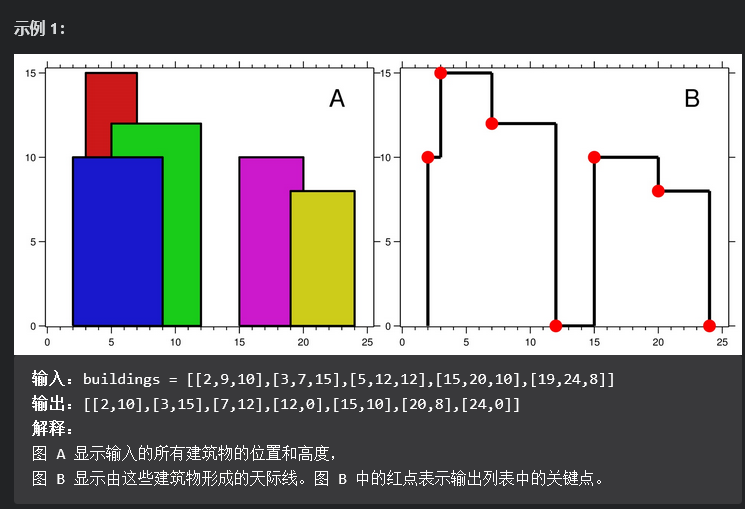 示例 1：
A
B
15
10
5
0
0
5
10
15
20
25
15
10
5
0
0
5
10
15
20
25
输入：buildings = [[2,9,10],[3,7,15],[5,12,12],[15,20,10],[19,24,8]]
输出：[[2,10],[3,15],[7,12],[12,0],[15,10],[20,8],[24,0]]
解释：
图 A 显示输入的所有建筑物的位置和高度，
图 B 显示由这些建筑物形成的天际线。图 B 中的红点表示输出列表中的关键点。